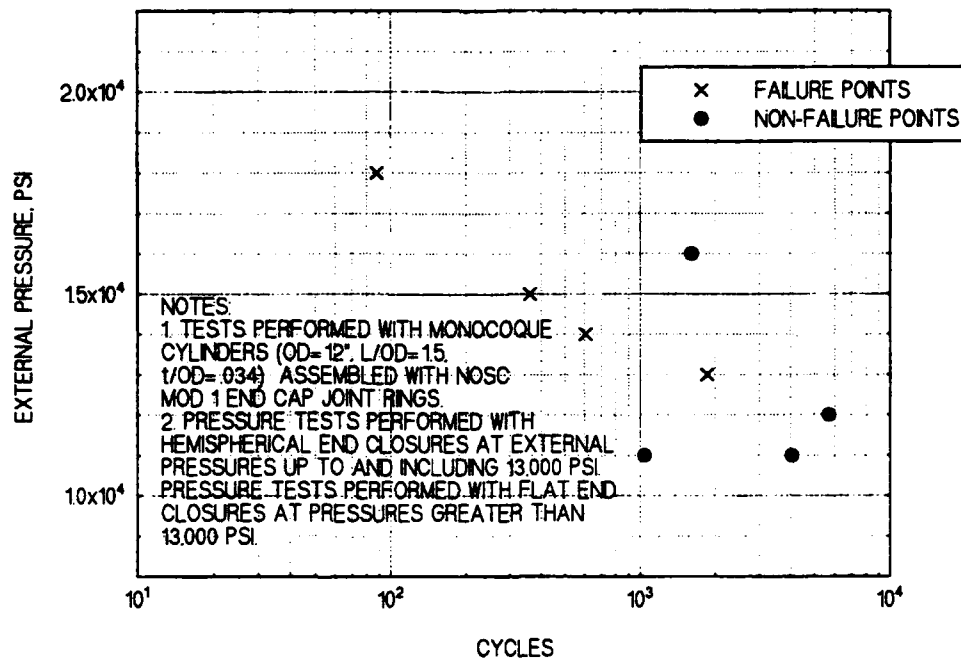 2.0x10⁴
1.5x10⁴
1.0x10⁴
EXTERNAL PRESSURE, PSI
× FAILURE POINTS
● NON-FAILURE POINTS
NOTES:
1. TESTS PERFORMED WITH MONOCOQUE
CYLINDERS (OD=12", L/OD=1.5,
t/OD=.034) ASSEMBLED WITH NOSC
MOD 1 END CAP JOINT RINGS.
2. PRESSURE TESTS PERFORMED WITH
HEMISPHERICAL END CLOSURES AT EXTERNAL
PRESSURES UP TO AND INCLUDING 13,000 PSI.
PRESSURE TESTS PERFORMED WITH FLAT END
CLOSURES AT PRESSURES GREATER THAN
13,000 PSI.
10¹ 10² 10³ 10⁴
CYCLES